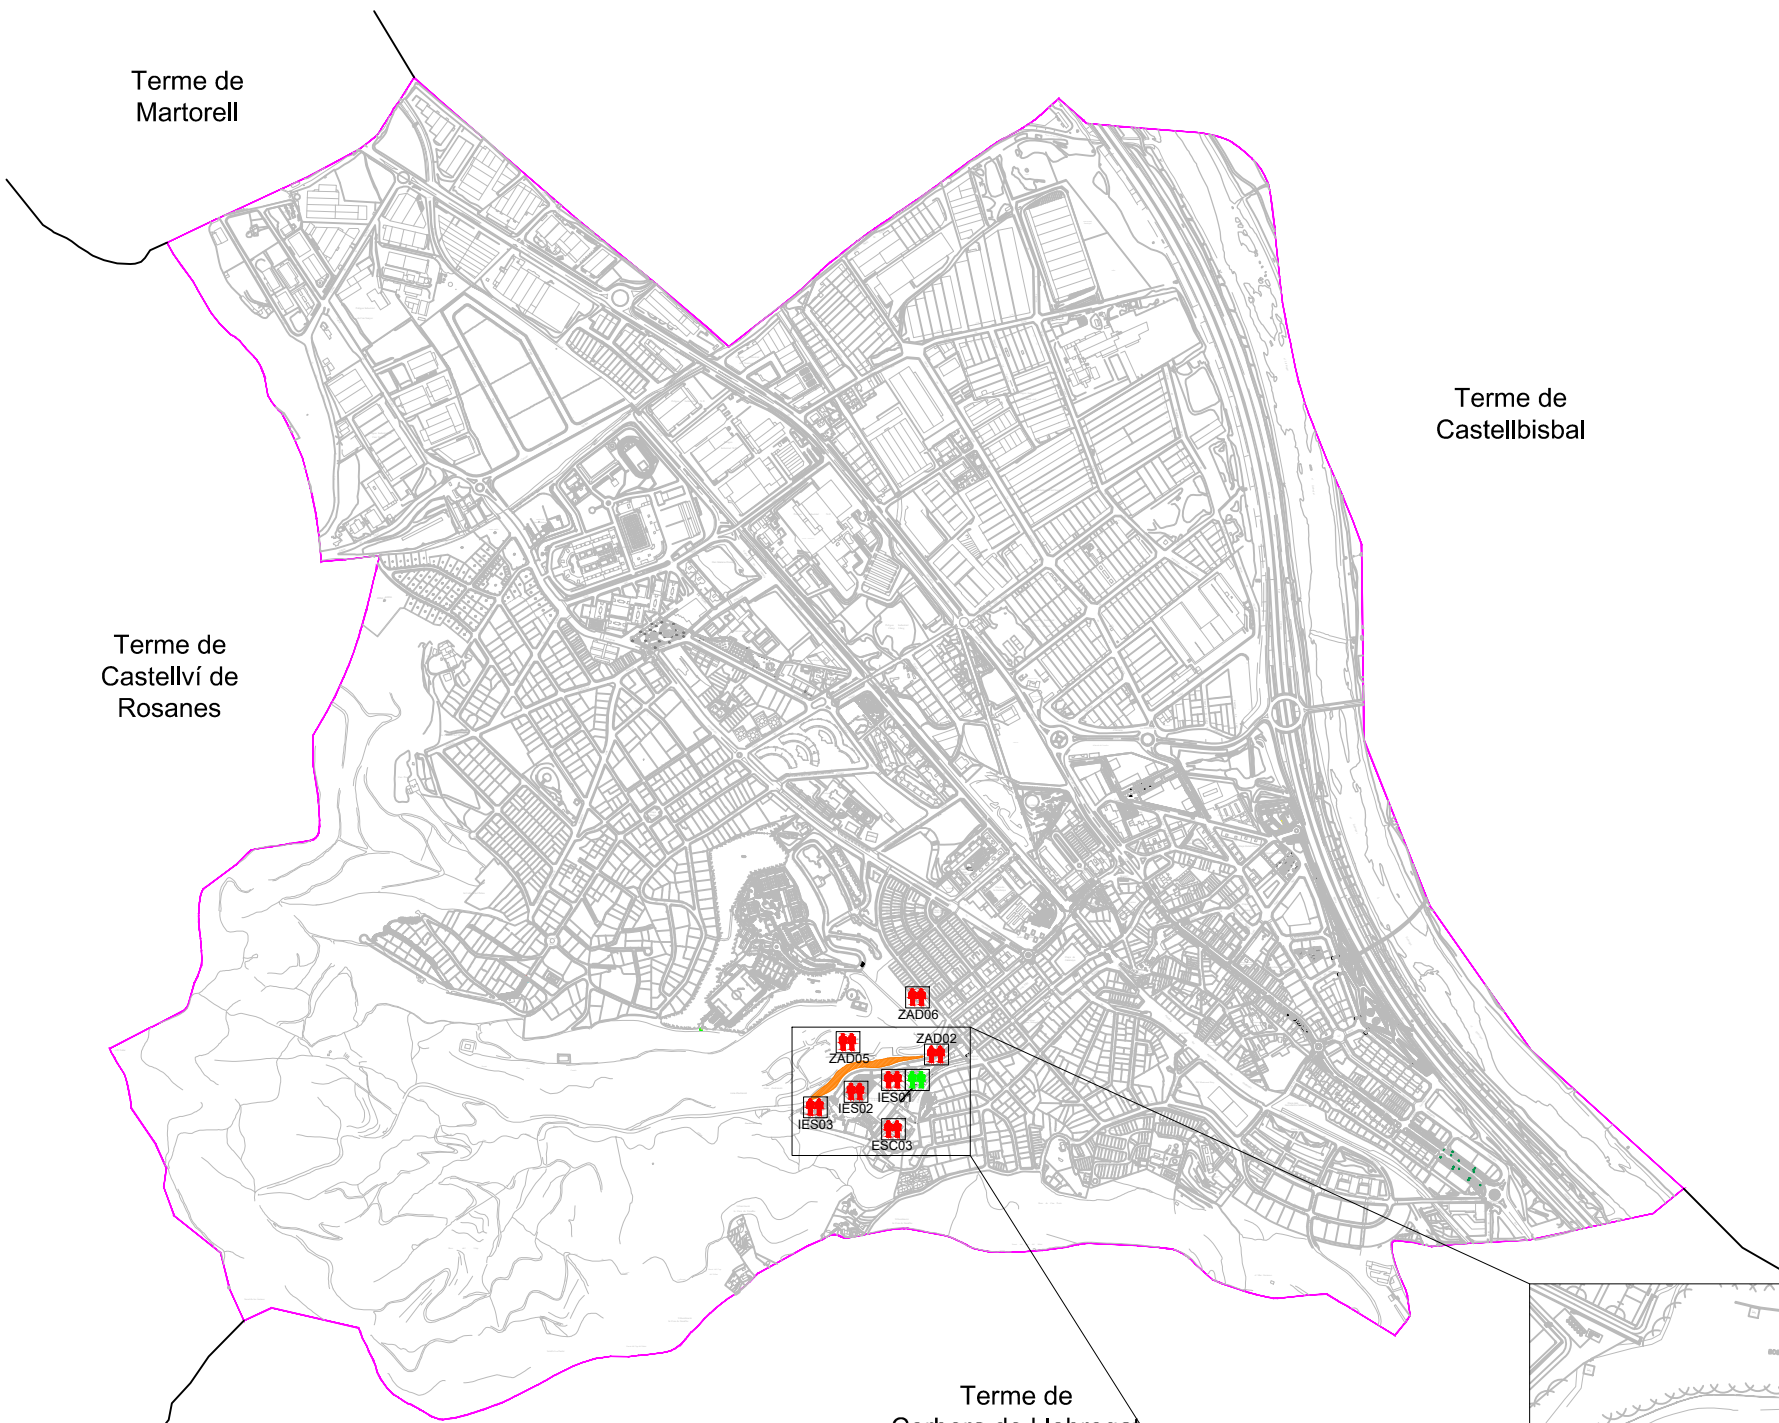 Terme de
Martorell
Terme de
Castellbisbal
Terme de
Castellví de
Rosanes
ZAD06
ZAD02
ZAD05
IES01
IES02
IES03
ESC03
Terme de